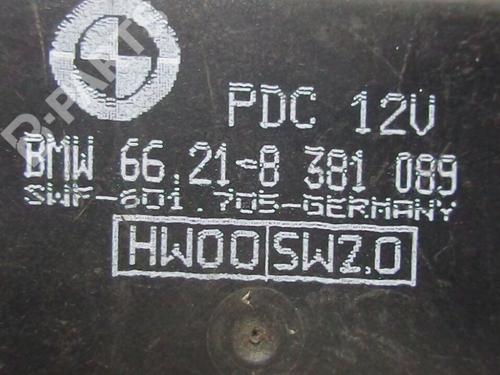 PDC 12V
BMW 66.21-8 381 089
SWF-601.705-GERMANY
HW00 SW2.0